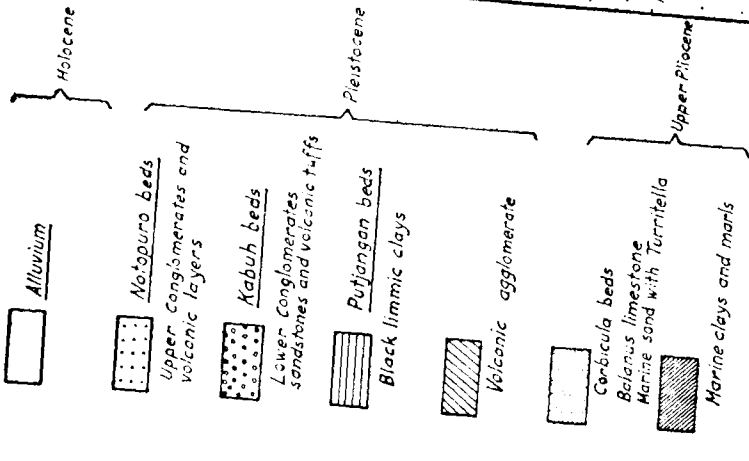 Alluvium
Holocene
Notopuro beds
Upper Conglomerates and
volcanic layers
Kabuh beds
Lower Conglomerates
sandstones and volcanic tuffs
Putjangan beds
Black limmic clays
Volcanic agglomerate
Pleistocene
Corbicula beds
Balanus limestone
Marine sand with Turritella
Marine clays and marls
Upper Pliocene